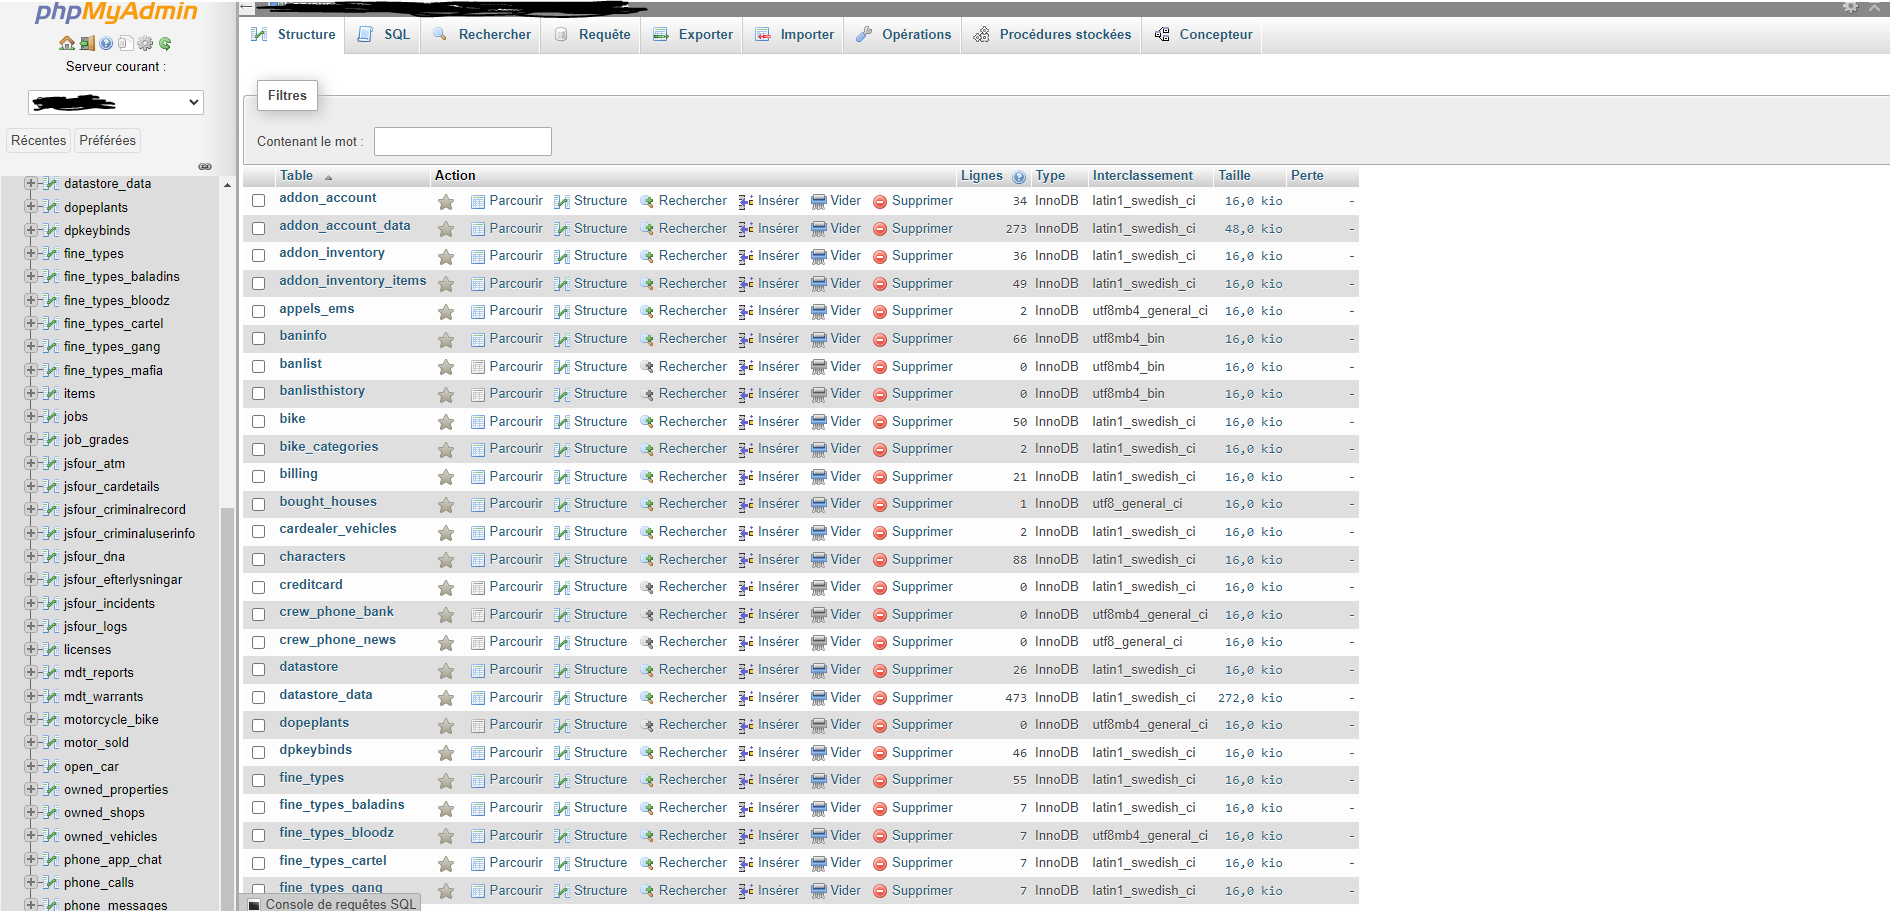 phpMyAdmin
Serveur courant :
Récentes Préférées
datastore_data
dopeplants
dpkeybinds
fine_types
fine_types_baladins
fine_types_bloodz
fine_types_cartel
fine_types_gang
fine_types_mafia
items
jobs
job_grades
jsfour_atm
jsfour_cardetails
jsfour_criminalrecord
jsfour_criminaluserinfo
jsfour_dna
jsfour_efterlysningar
jsfour_incidents
jsfour_logs
licenses
mdt_reports
mdt_warrants
motorcycle_bike
motor_sold
open_car
owned_properties
owned_shops
owned_vehicles
phone_app_chat
phone_calls
phone_messages
Structure SQL Rechercher Requête Exporter Importer Opérations Procédures stockées Concepteur
Filtres
Contenant le mot :
Table Action Lignes Type Interclassement Taille Perte
addon_account Parcourir Structure Rechercher Insérer Vider Supprimer 34 InnoDB latin1_swedish_ci 16,0 kio -
addon_account_data Parcourir Structure Rechercher Insérer Vider Supprimer 273 InnoDB latin1_swedish_ci 48,0 kio -
addon_inventory Parcourir Structure Rechercher Insérer Vider Supprimer 36 InnoDB latin1_swedish_ci 16,0 kio -
addon_inventory_items Parcourir Structure Rechercher Insérer Vider Supprimer 49 InnoDB latin1_swedish_ci 16,0 kio -
appels_ems Parcourir Structure Rechercher Insérer Vider Supprimer 2 InnoDB utf8mb4_general_ci 16,0 kio -
baninfo Parcourir Structure Rechercher Insérer Vider Supprimer 66 InnoDB utf8mb4_bin 16,0 kio -
banlist Parcourir Structure Rechercher Insérer Vider Supprimer 0 InnoDB utf8mb4_bin 16,0 kio -
banlisthistory Parcourir Structure Rechercher Insérer Vider Supprimer 0 InnoDB utf8mb4_bin 16,0 kio -
bike Parcourir Structure Rechercher Insérer Vider Supprimer 50 InnoDB latin1_swedish_ci 16,0 kio -
bike_categories Parcourir Structure Rechercher Insérer Vider Supprimer 2 InnoDB latin1_swedish_ci 16,0 kio -
billing Parcourir Structure Rechercher Insérer Vider Supprimer 21 InnoDB latin1_swedish_ci 16,0 kio -
bought_houses Parcourir Structure Rechercher Insérer Vider Supprimer 1 InnoDB utf8_general_ci 16,0 kio -
cardealer_vehicles Parcourir Structure Rechercher Insérer Vider Supprimer 2 InnoDB latin1_swedish_ci 16,0 kio -
characters Parcourir Structure Rechercher Insérer Vider Supprimer 88 InnoDB latin1_swedish_ci 16,0 kio -
creditcard Parcourir Structure Rechercher Insérer Vider Supprimer 0 InnoDB latin1_swedish_ci 16,0 kio -
crew_phone_bank Parcourir Structure Rechercher Insérer Vider Supprimer 0 InnoDB utf8mb4_general_ci 16,0 kio -
crew_phone_news Parcourir Structure Rechercher Insérer Vider Supprimer 0 InnoDB utf8_general_ci 16,0 kio -
datastore Parcourir Structure Rechercher Insérer Vider Supprimer 26 InnoDB latin1_swedish_ci 16,0 kio -
datastore_data Parcourir Structure Rechercher Insérer Vider Supprimer 473 InnoDB latin1_swedish_ci 272,0 kio -
dopeplants Parcourir Structure Rechercher Insérer Vider Supprimer 0 InnoDB utf8mb4_general_ci 16,0 kio -
dpkeybinds Parcourir Structure Rechercher Insérer Vider Supprimer 46 InnoDB latin1_swedish_ci 16,0 kio -
fine_types Parcourir Structure Rechercher Insérer Vider Supprimer 55 InnoDB latin1_swedish_ci 16,0 kio -
fine_types_baladins Parcourir Structure Rechercher Insérer Vider Supprimer 7 InnoDB latin1_swedish_ci 16,0 kio -
fine_types_bloodz Parcourir Structure Rechercher Insérer Vider Supprimer 7 InnoDB utf8mb4_general_ci 16,0 kio -
fine_types_cartel Parcourir Structure Rechercher Insérer Vider Supprimer 7 InnoDB latin1_swedish_ci 16,0 kio -
fine_types_gang Parcourir Structure Rechercher Insérer Vider Supprimer 7 InnoDB latin1_swedish_ci 16,0 kio -
Console de requêtes SQL